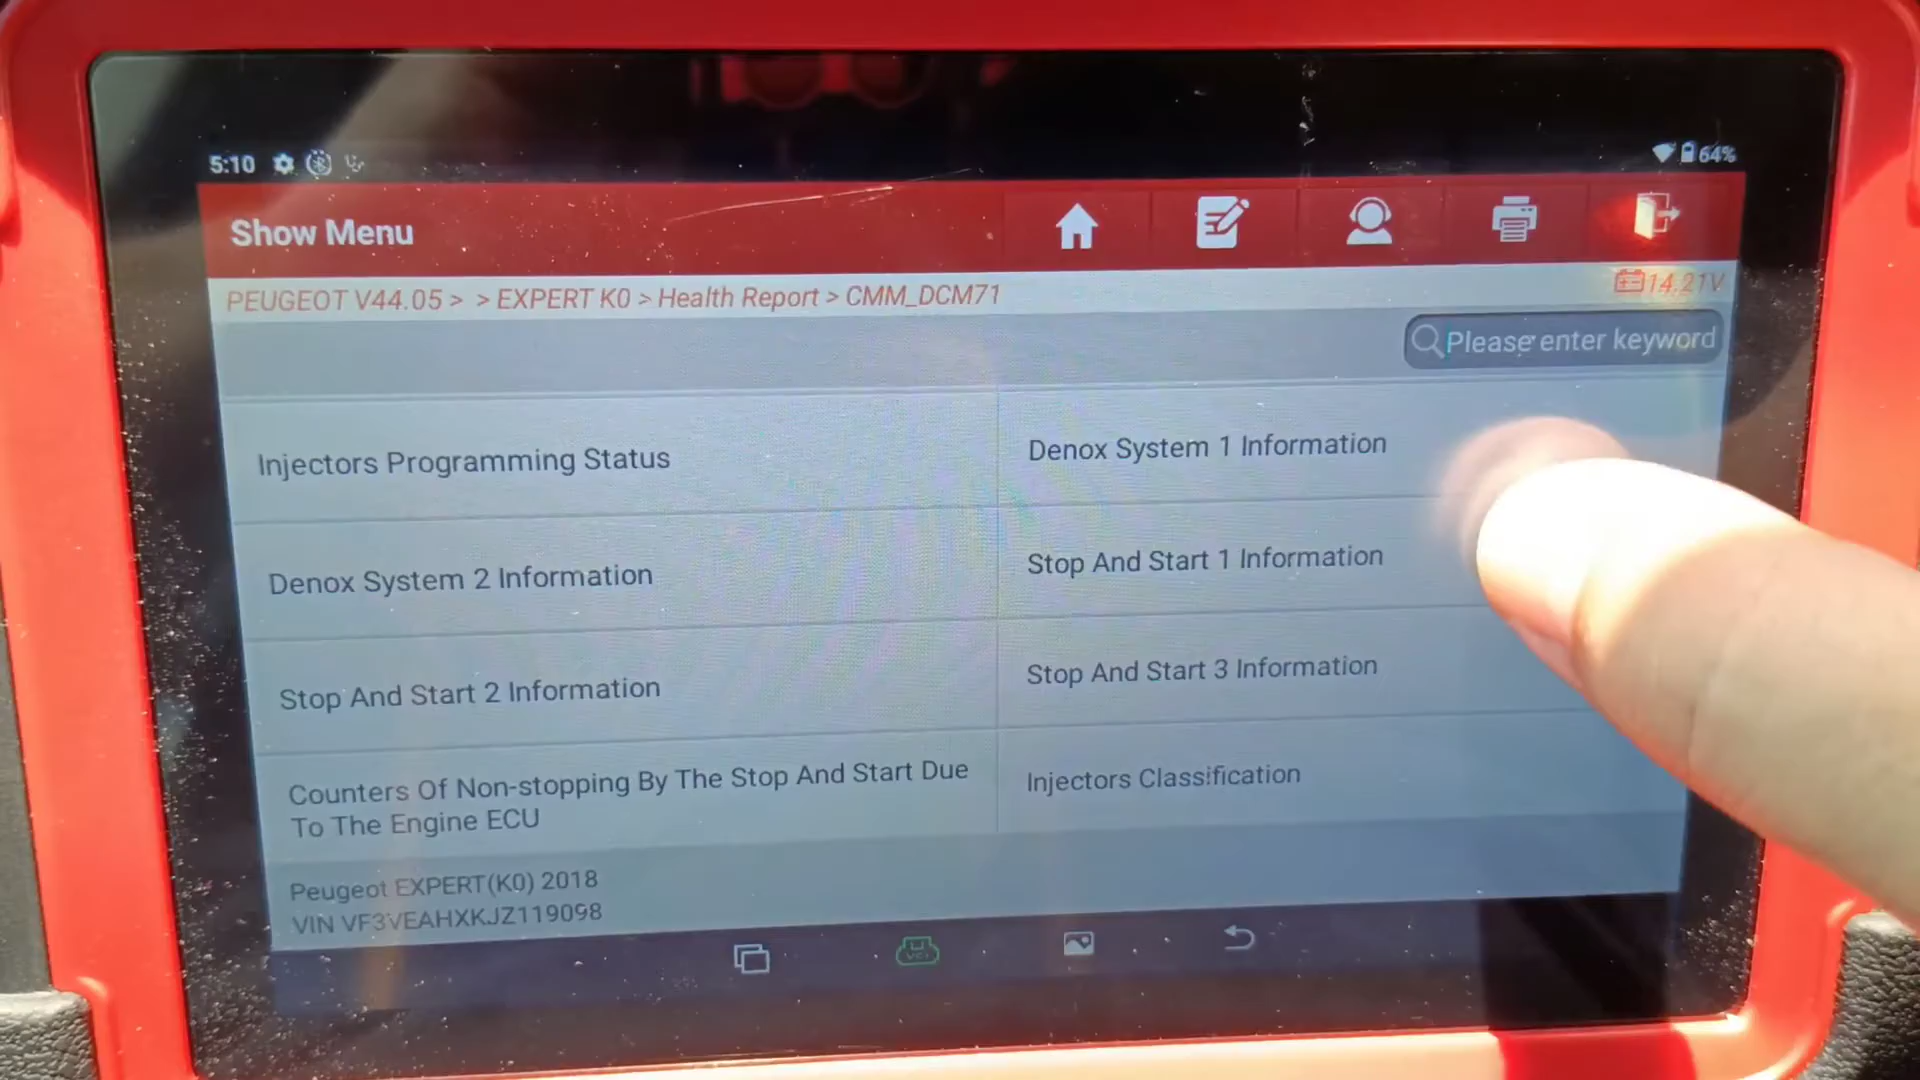 5:10
64%
Show Menu
PEUGEOT V44.05 > > EXPERT K0 > Health Report > CMM_DCM71
14.21V
Please enter keyword
Injectors Programming Status
Denox System 1 Information
Denox System 2 Information
Stop And Start 1 Information
Stop And Start 2 Information
Stop And Start 3 Information
Counters Of Non-stopping By The Stop And Start Due
To The Engine ECU
Injectors Classification
Peugeot EXPERT(K0) 2018
VIN VF3VEAHXKJZ119098
VCI